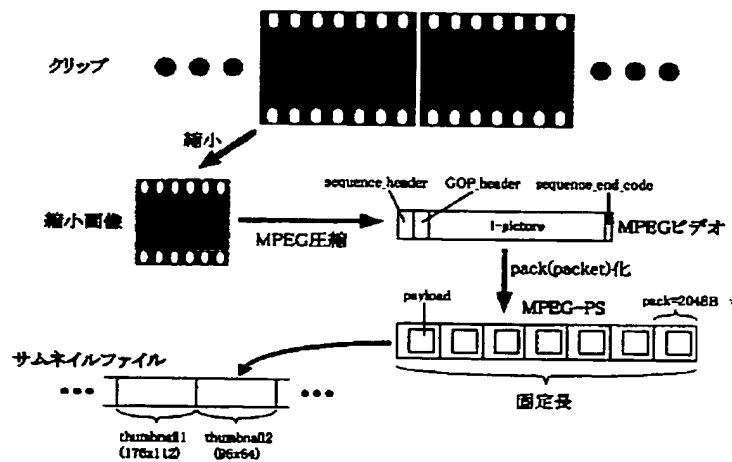 クリップ
縮小
縮小画像
MPEG圧縮
sequence_header
GOP_header
sequence_end_code
I-picture
MPEGビデオ
pack(packet)化
payload
MPEG-PS
pack=2048B
サムネイルファイル
固定長
thumbnail1
(176x112)
thumbnail2
(96x64)